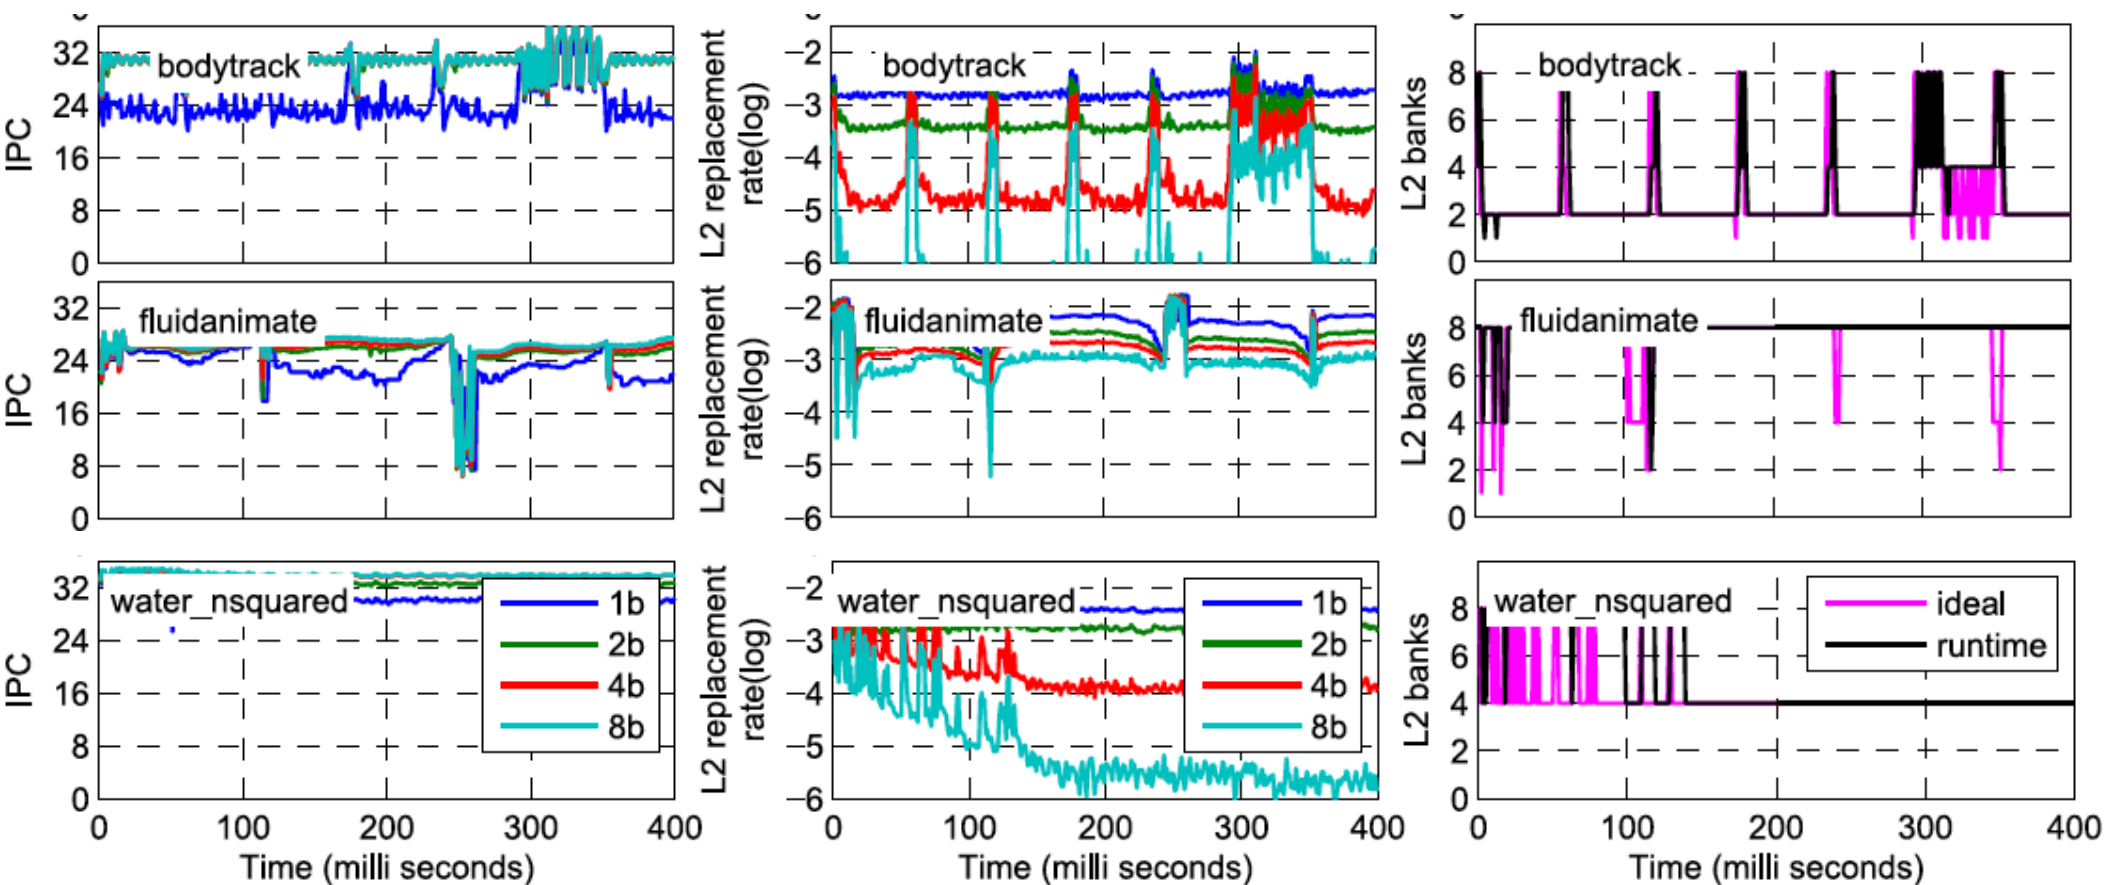 32
24
16
8
0
IPC
bodytrack
−2
−3
−4
−5
−6
L2 replacement
rate(log)
bodytrack
8
6
4
2
0
L2 banks
bodytrack
32
24
16
8
0
IPC
fluidanimate
−2
−3
−4
−5
−6
L2 replacement
rate(log)
fluidanimate
8
6
4
2
0
L2 banks
fluidanimate
32
24
16
8
0
IPC
water_nsquared
1b
2b
4b
8b
0 100 200 300 400
Time (milli seconds)
−2
−3
−4
−5
−6
L2 replacement
rate(log)
water_nsquared
1b
2b
4b
8b
0 100 200 300 400
Time (milli seconds)
8
6
4
2
0
L2 banks
water_nsquared
ideal
runtime
0 100 200 300 400
Time (milli seconds)